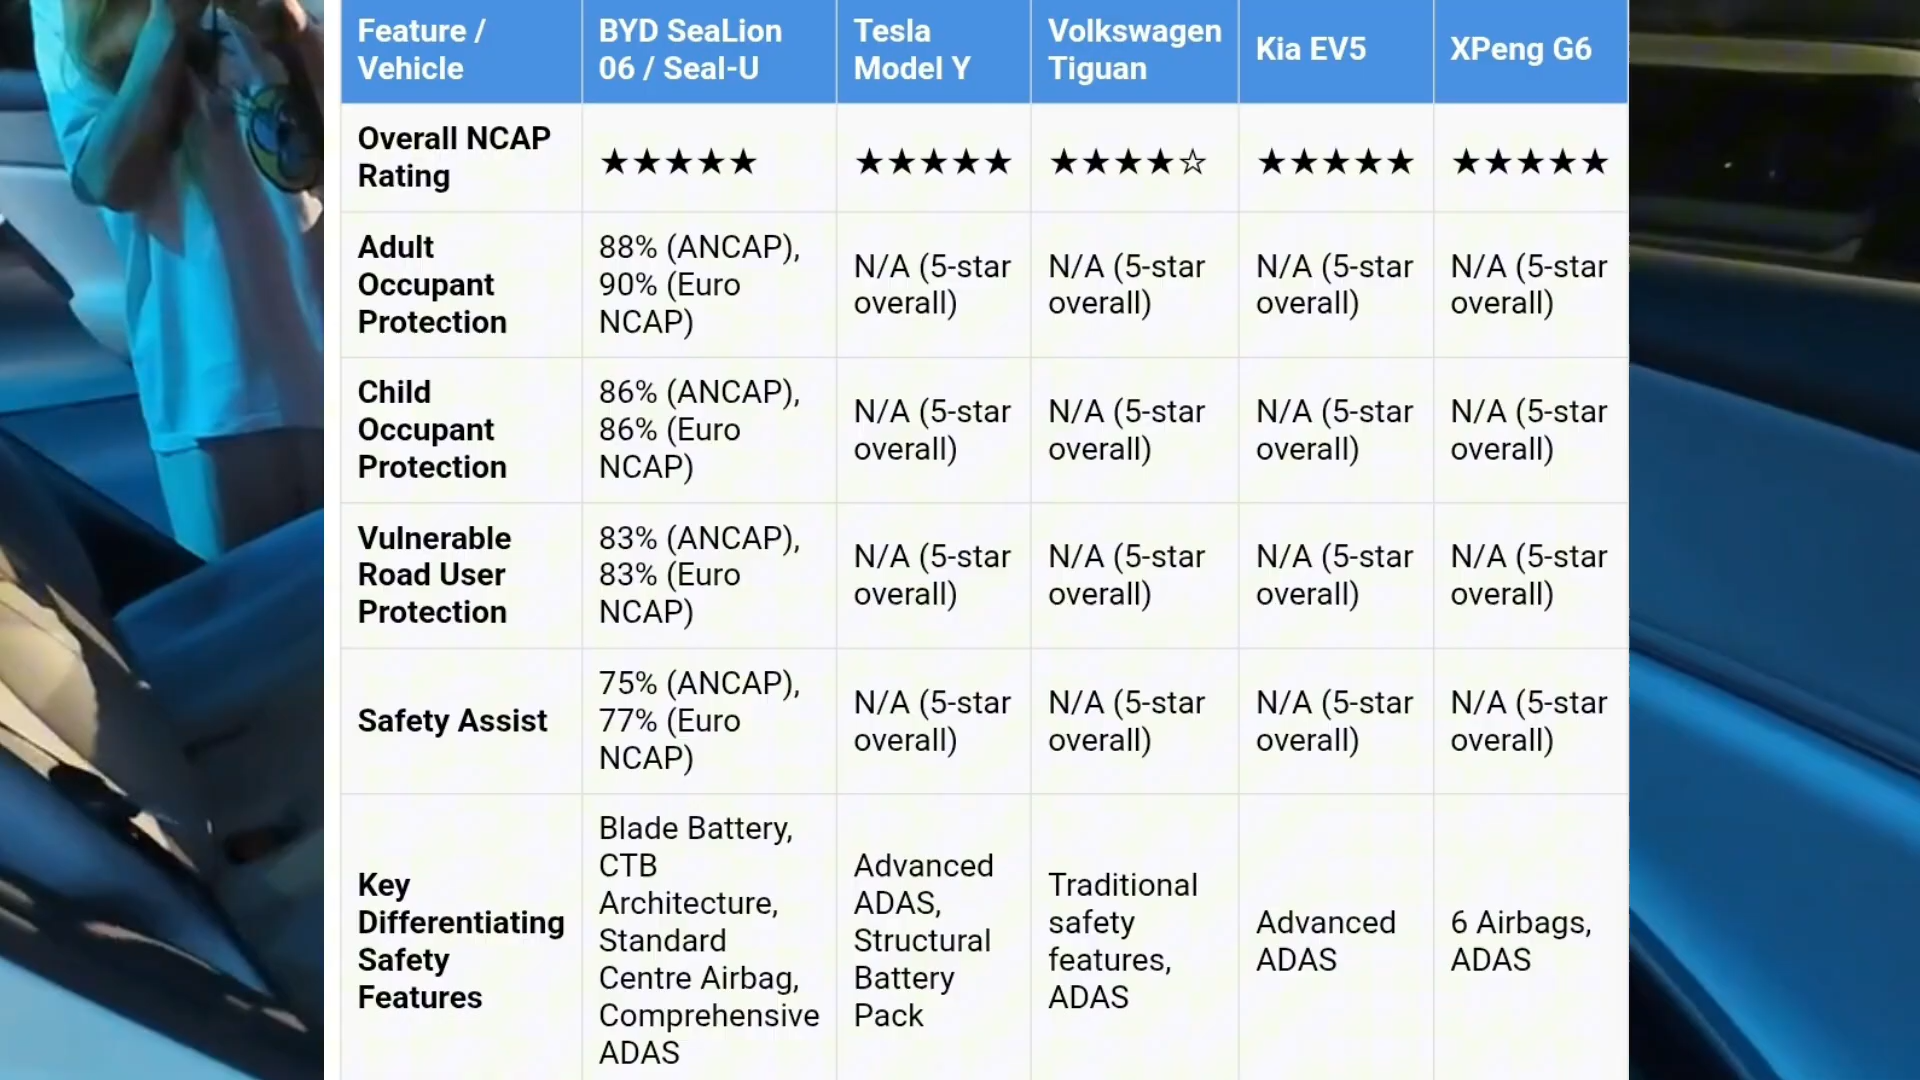 Feature /
Vehicle
BYD SeaLion
06 / Seal-U
Tesla
Model Y
Volkswagen
Tiguan
Kia EV5
XPeng G6
Overall NCAP
Rating
★★★★★
★★★★★
★★★★☆
★★★★★
★★★★★
Adult
Occupant
Protection
88% (ANCAP),
90% (Euro
NCAP)
N/A (5-star
overall)
N/A (5-star
overall)
N/A (5-star
overall)
N/A (5-star
overall)
Child
Occupant
Protection
86% (ANCAP),
86% (Euro
NCAP)
N/A (5-star
overall)
N/A (5-star
overall)
N/A (5-star
overall)
N/A (5-star
overall)
Vulnerable
Road User
Protection
83% (ANCAP),
83% (Euro
NCAP)
N/A (5-star
overall)
N/A (5-star
overall)
N/A (5-star
overall)
N/A (5-star
overall)
Safety Assist
75% (ANCAP),
77% (Euro
NCAP)
N/A (5-star
overall)
N/A (5-star
overall)
N/A (5-star
overall)
N/A (5-star
overall)
Key
Differentiating
Safety
Features
Blade Battery,
CTB
Architecture,
Standard
Centre Airbag,
Comprehensive
ADAS
Advanced
ADAS,
Structural
Battery
Pack
Traditional
safety
features,
ADAS
Advanced
ADAS
6 Airbags,
ADAS